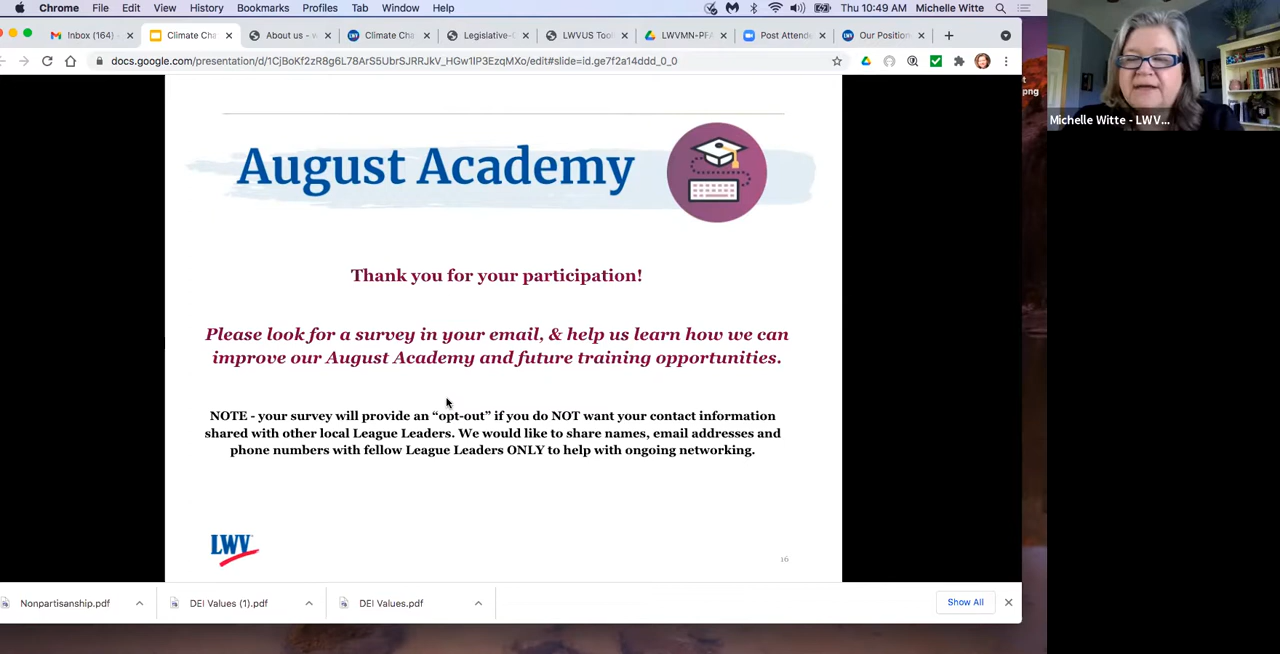 Chrome File Edit View History Bookmarks Profiles Tab Window Help Thu 10:49 AM Michelle Witte
Inbox (164) Climate Cha About us - w Climate Cha Legislative-C LWVUS Tool LWVMN-PFA Post Attende Our Position
docs.google.com/presentation/d/1CjBoKf2zR8g6L78ArS5UbrSJRRJkV_HGw1IP3EzqMXo/edit#slide=id.ge7f2a14ddd_0_0
png
Michelle Witte - LWV...
August Academy
Thank you for your participation!
Please look for a survey in your email, & help us learn how we can
improve our August Academy and future training opportunities.
NOTE - your survey will provide an “opt-out” if you do NOT want your contact information
shared with other local League Leaders. We would like to share names, email addresses and
phone numbers with fellow League Leaders ONLY to help with ongoing networking.
LWV
16
Nonpartisanship.pdf DEI Values (1).pdf DEI Values.pdf Show All